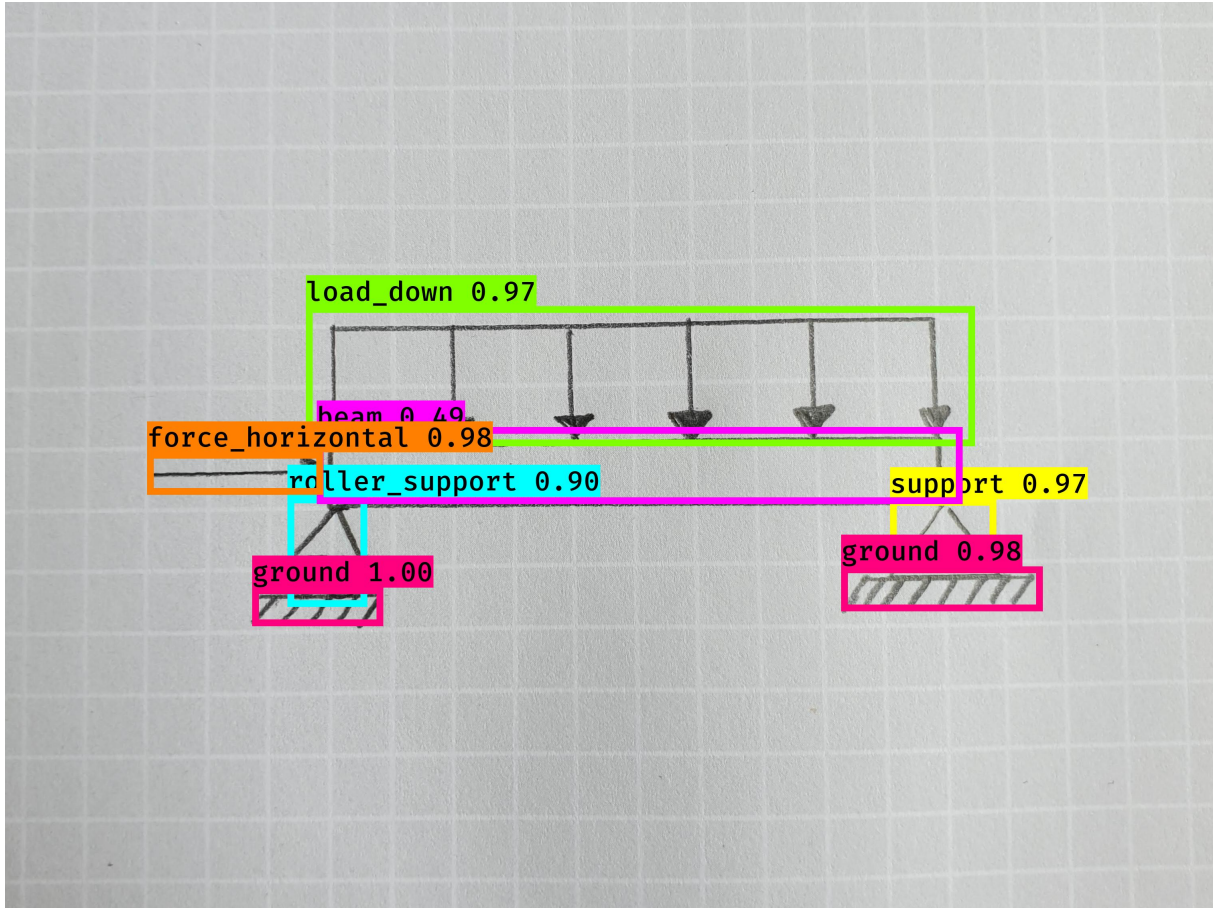 load_down 0.97
beam 0.49
force_horizontal 0.98
roller_support 0.90
support 0.97
ground 0.98
ground 1.00